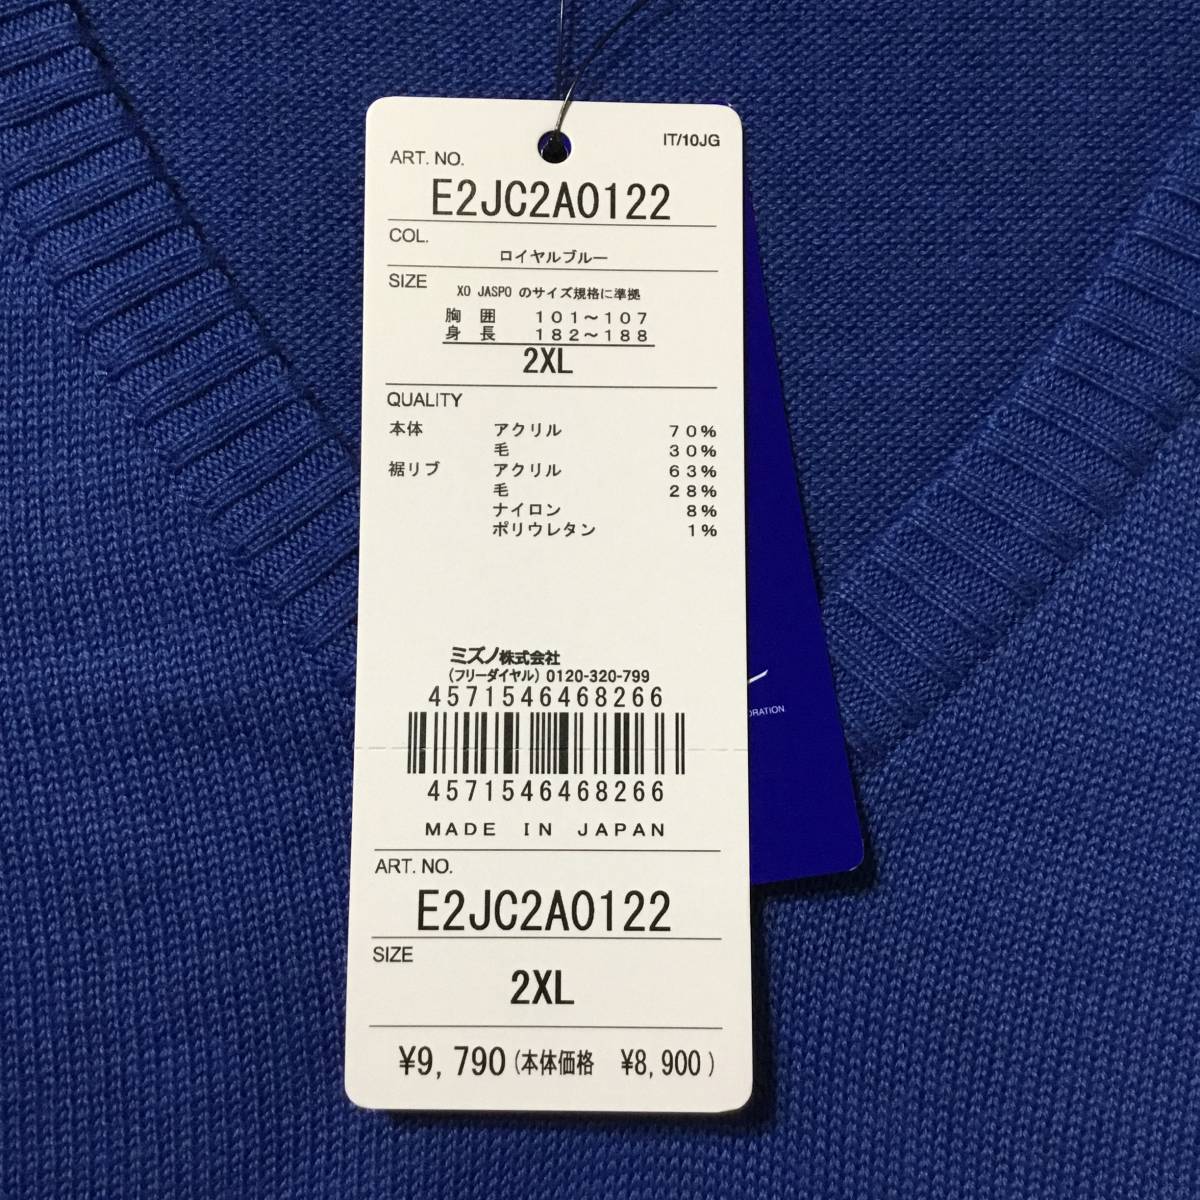 IT/10JG
ART. NO.
E2JC2A0122
COL.
ロイヤルブルー
SIZE
XO JASPO のサイズ規格に準拠
胸 囲 101～107
身 長 182～188
2XL
QUALITY
本体 アクリル 70%
毛 30%
裾リブ アクリル 63%
毛 28%
ナイロン 8%
ポリウレタン 1%
ミズノ株式会社
(フリーダイヤル) 0120-320-799
4571546468266
4571546468266
MADE IN JAPAN
ART. NO.
E2JC2A0122
SIZE
2XL
¥9,790(本体価格 ¥8,900)
ORATION